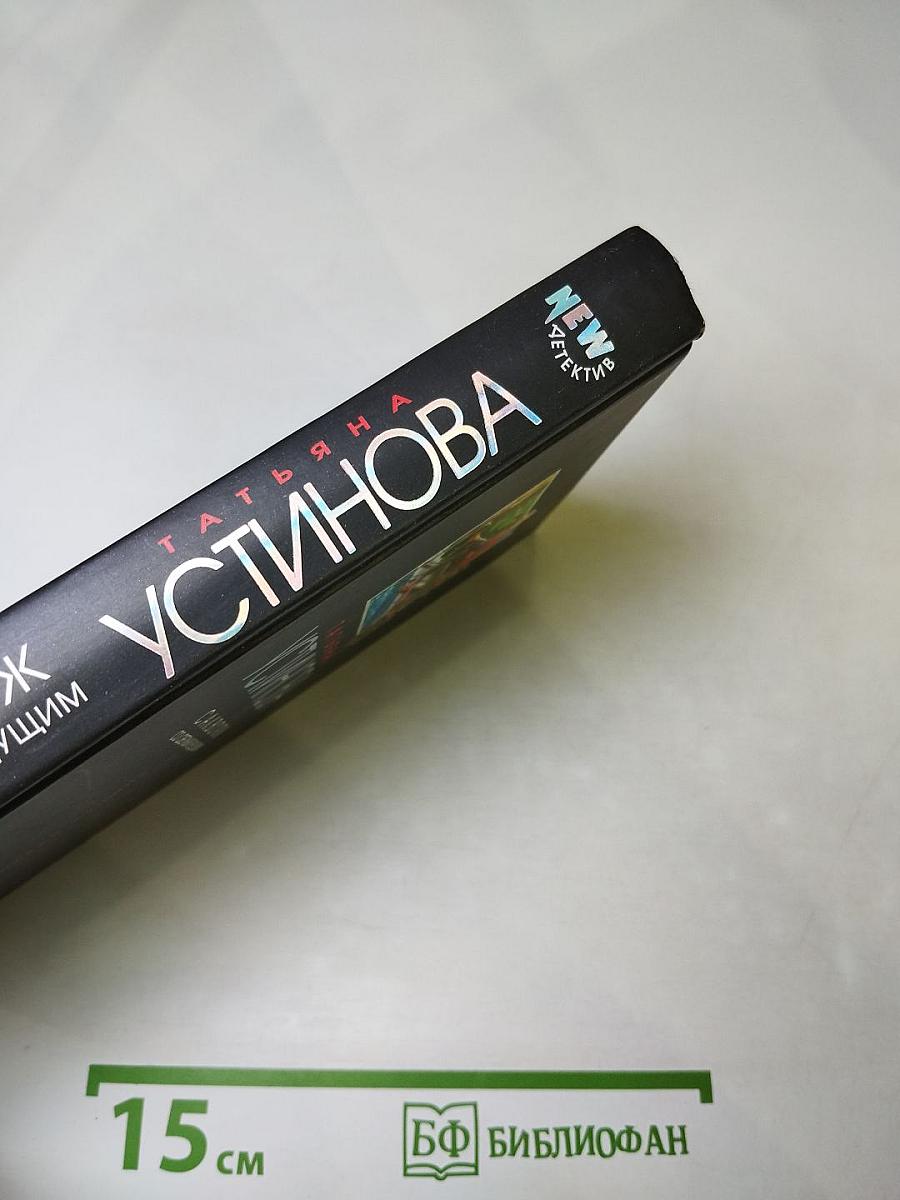 NEW
ДЕТЕКТИВ
ТАТЬЯНА
УСТИНОВА
Ж
УЩИМ
15 см
БФ БИБЛИОФАН